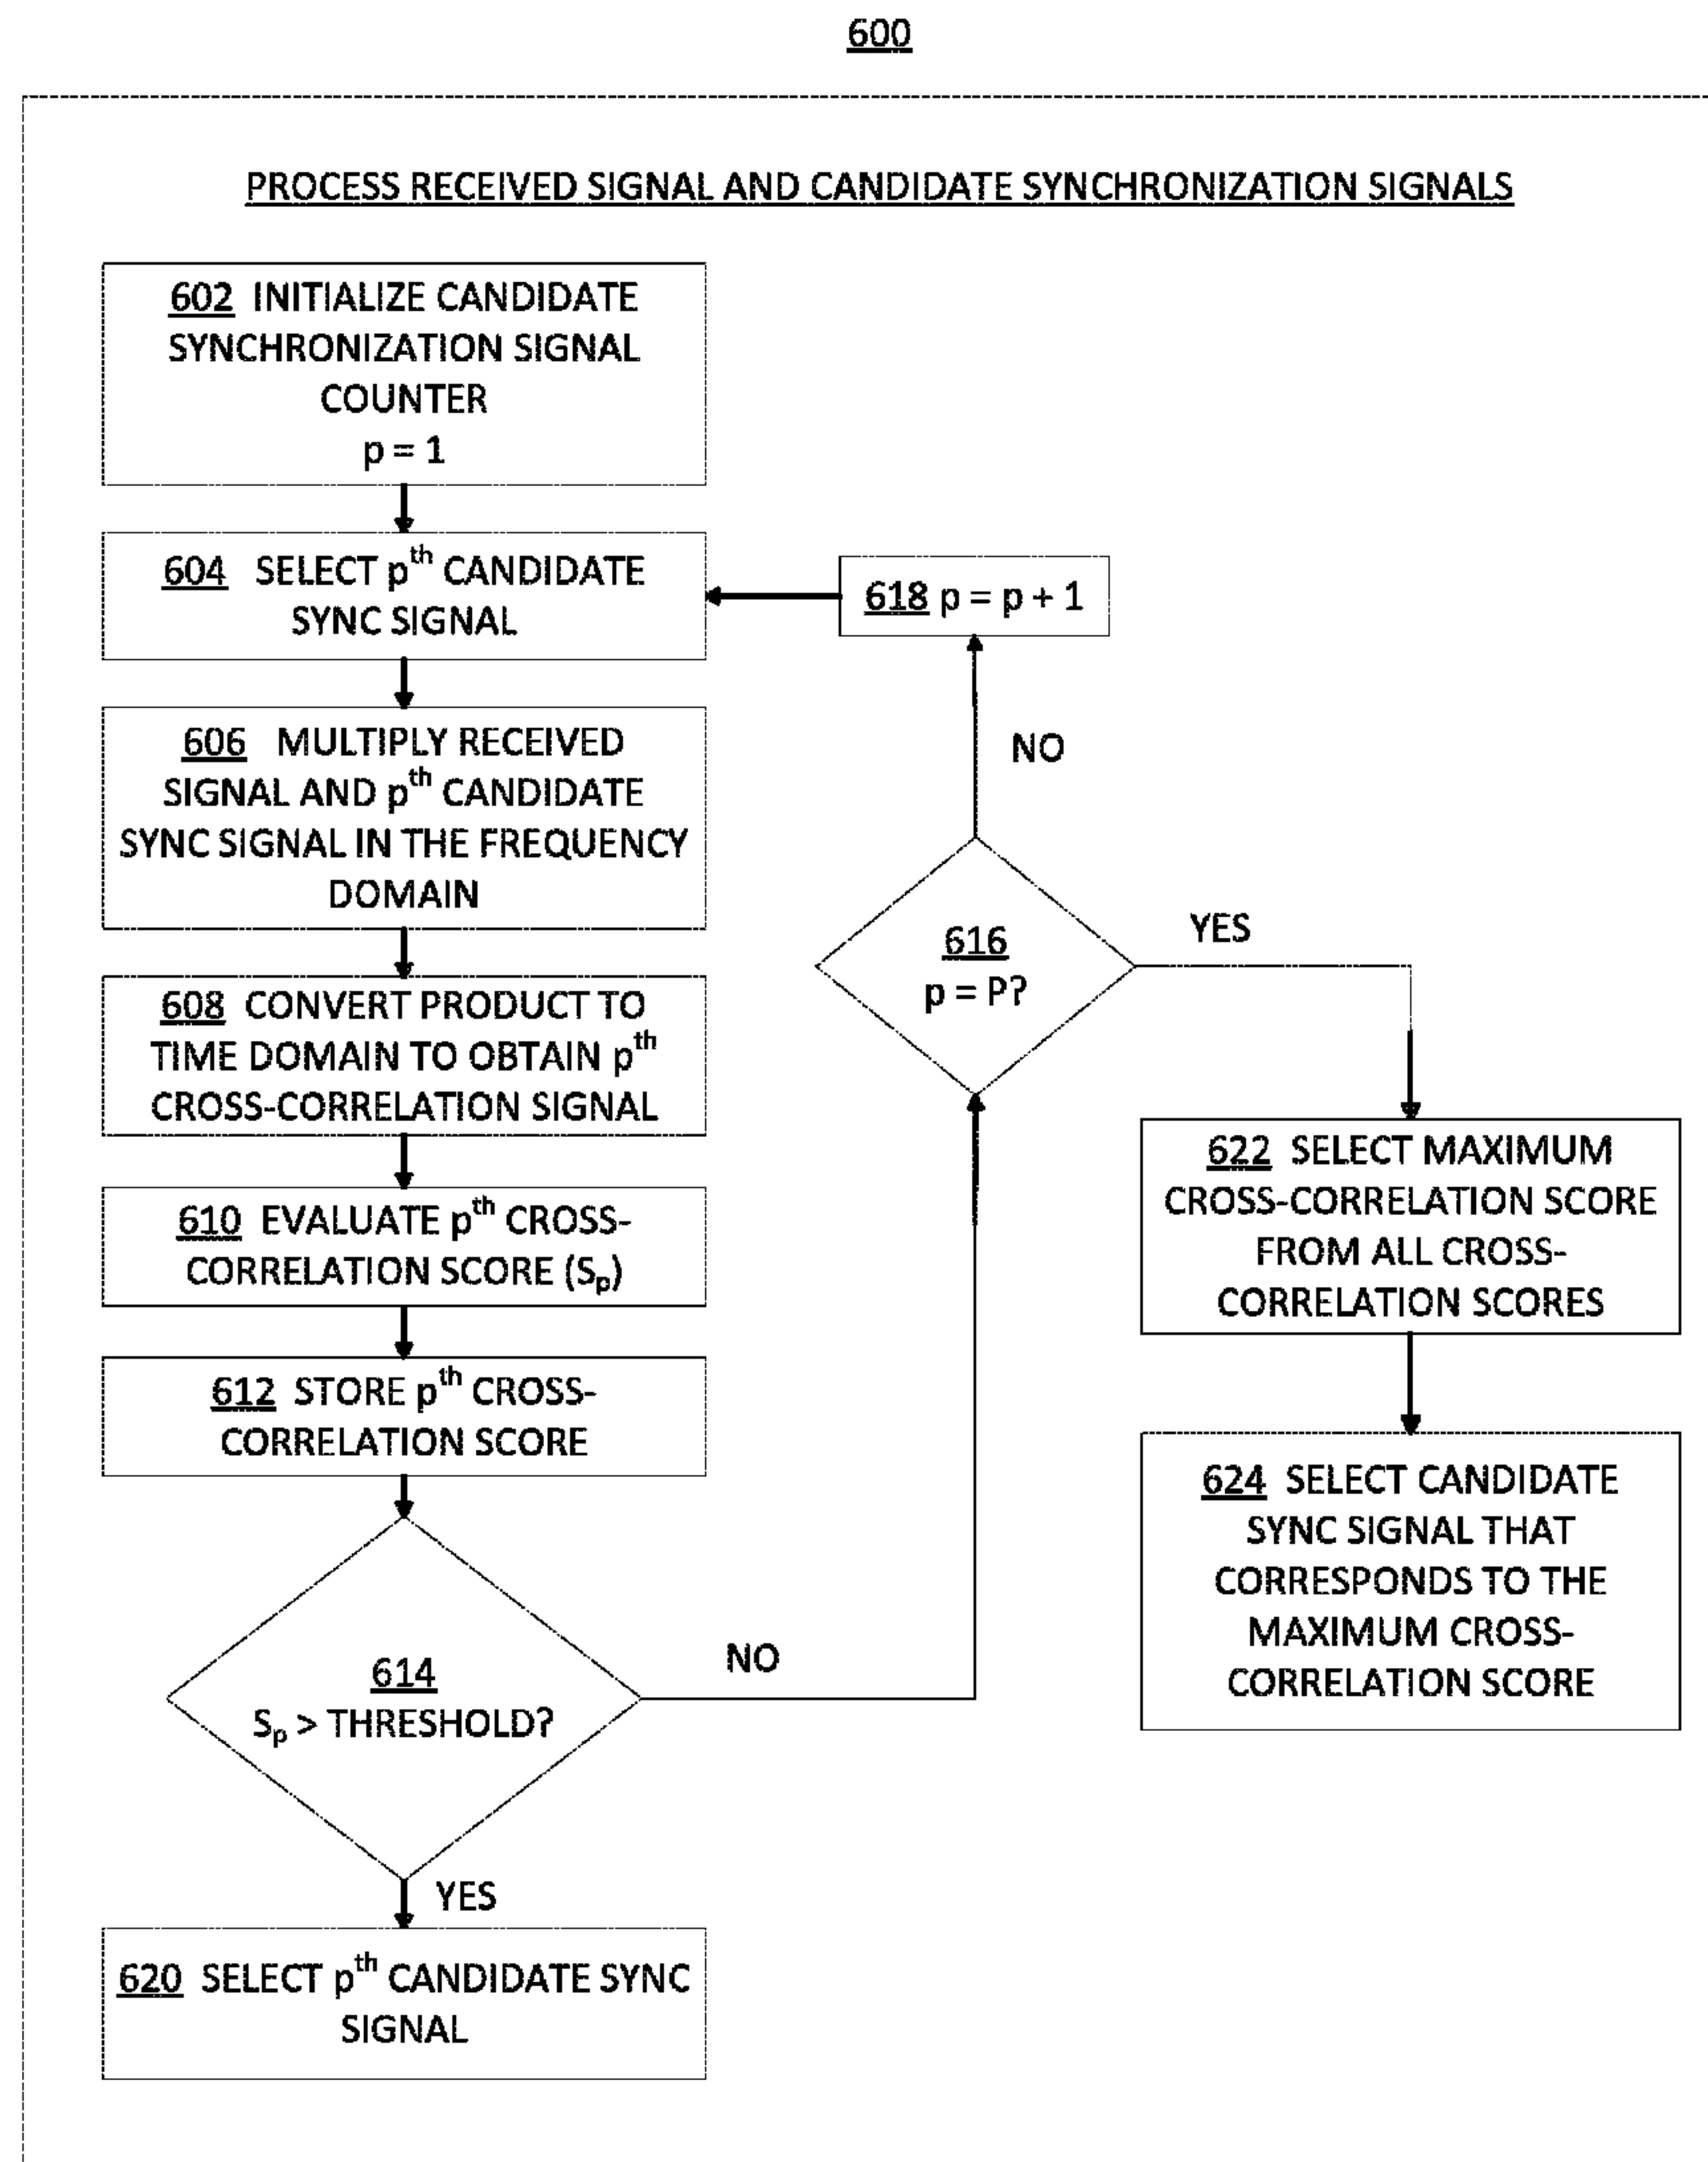 600
PROCESS RECEIVED SIGNAL AND CANDIDATE SYNCHRONIZATION SIGNALS
602 INITIALIZE CANDIDATE
SYNCHRONIZATION SIGNAL
COUNTER
p = 1
604 SELECT pth CANDIDATE
SYNC SIGNAL
618 p = p + 1
606 MULTIPLY RECEIVED
SIGNAL AND pth CANDIDATE
SYNC SIGNAL IN THE FREQUENCY
DOMAIN
NO
608 CONVERT PRODUCT TO
TIME DOMAIN TO OBTAIN pth
CROSS-CORRELATION SIGNAL
616
p = P?
YES
610 EVALUATE pth CROSS-
CORRELATION SCORE (Sp)
612 STORE pth CROSS-
CORRELATION SCORE
614
Sp > THRESHOLD?
NO
YES
620 SELECT pth CANDIDATE SYNC
SIGNAL
622 SELECT MAXIMUM
CROSS-CORRELATION SCORE
FROM ALL CROSS-
CORRELATION SCORES
624 SELECT CANDIDATE
SYNC SIGNAL THAT
CORRESPONDS TO THE
MAXIMUM CROSS-
CORRELATION SCORE